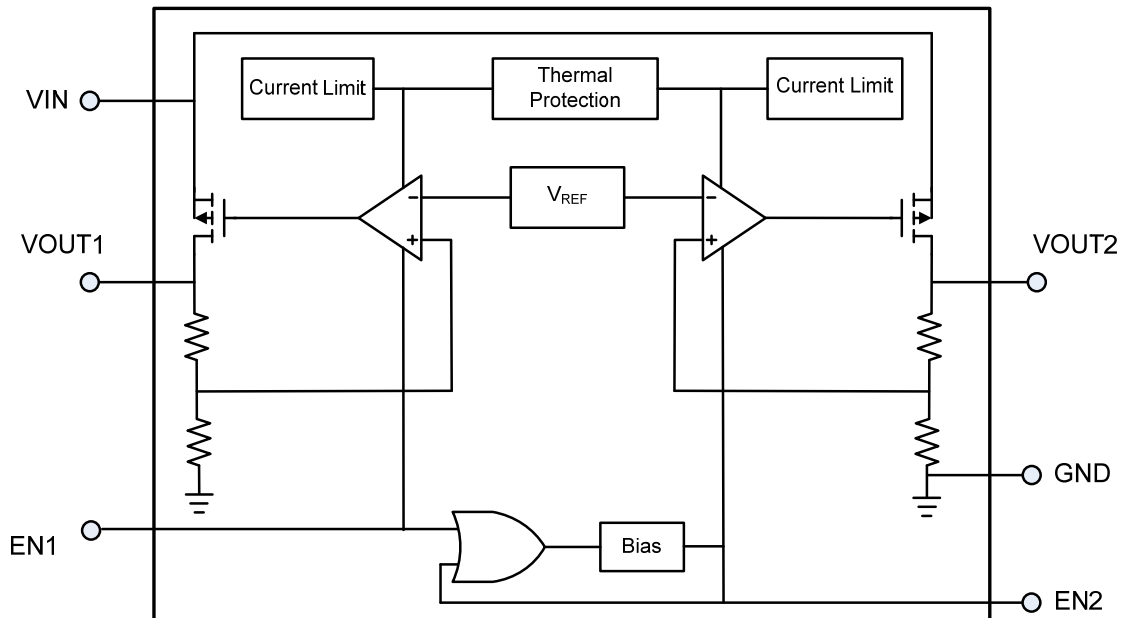 Current Limit
Thermal
Protection
Current Limit
VIN
VREF
-
-
+
+
VOUT1
VOUT2
GND
EN1
Bias
EN2